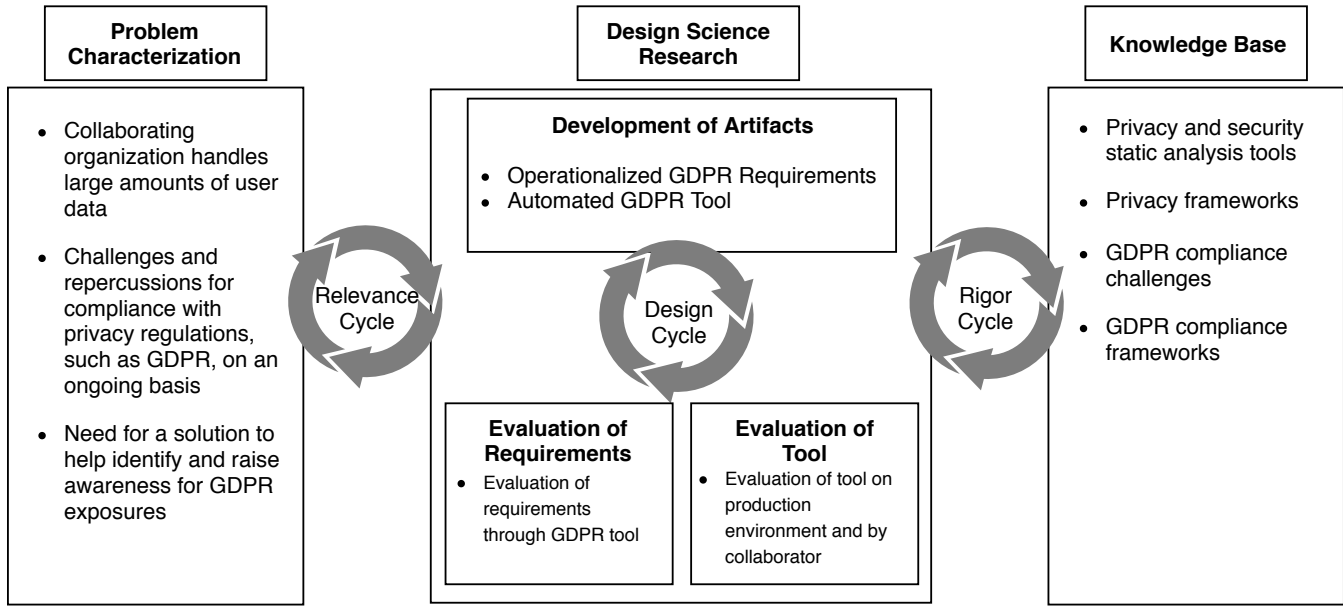 Problem
Characterization
• Collaborating
organization handles
large amounts of user
data
• Challenges and
repercussions for
compliance with
privacy regulations,
such as GDPR, on an
ongoing basis
• Need for a solution to
help identify and raise
awareness for GDPR
exposures
Relevance
Cycle
Design Science
Research
Development of Artifacts
• Operationalized GDPR Requirements
• Automated GDPR Tool
Design
Cycle
Evaluation of
Requirements
• Evaluation of
requirements
through GDPR tool
Evaluation of
Tool
• Evaluation of tool on
production
environment and by
collaborator
Rigor
Cycle
Knowledge Base
• Privacy and security
static analysis tools
• Privacy frameworks
• GDPR compliance
challenges
• GDPR compliance
frameworks